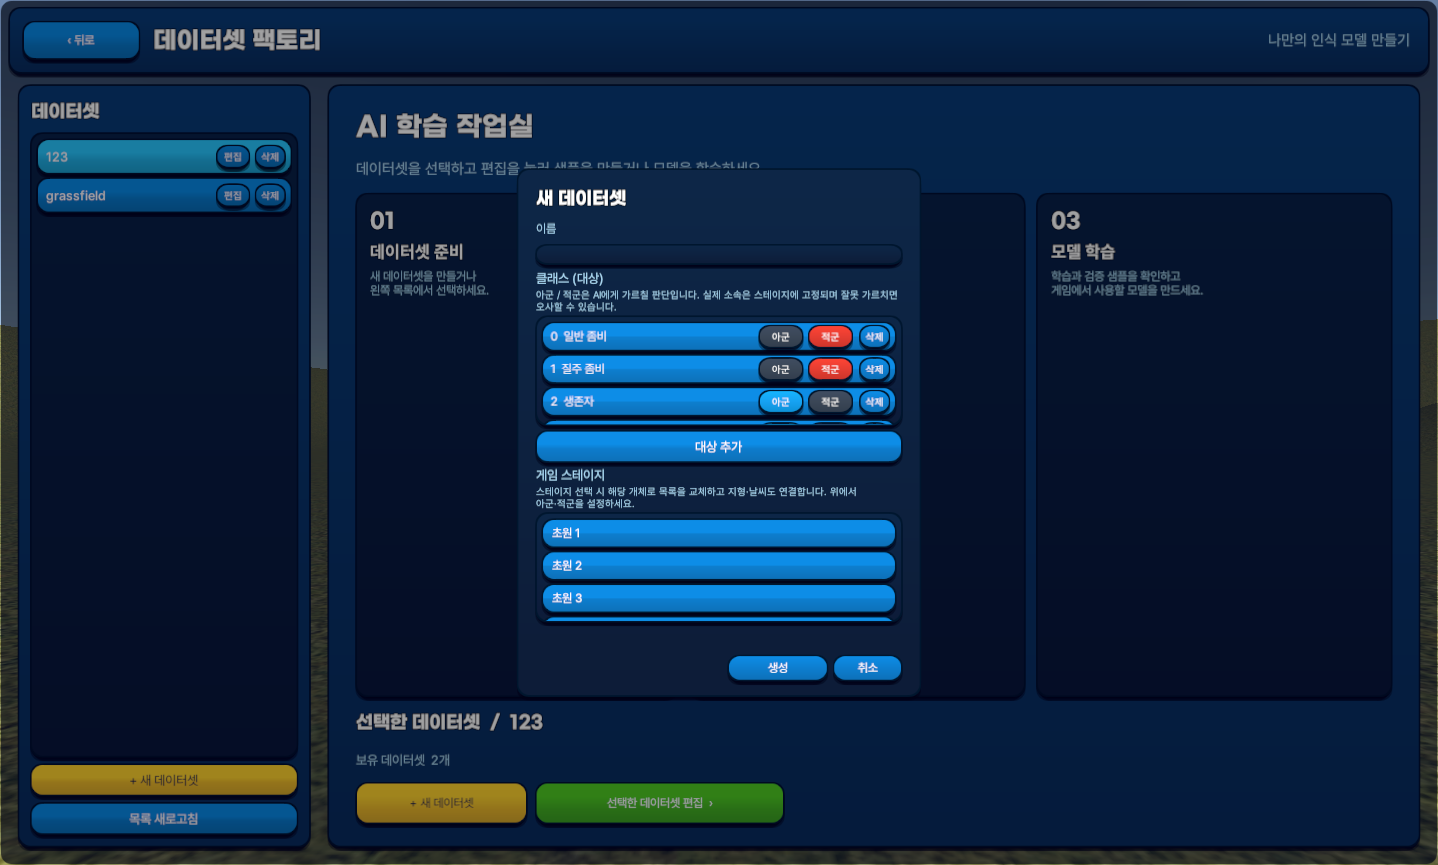 ‹ 뒤로
데이터셋 팩토리
나만의 인식 모델 만들기
데이터셋
123 편집 삭제
grassfield 편집 삭제
+ 새 데이터셋
목록 새로고침
AI 학습 작업실
데이터셋을 선택하고 편집을
01
데이터셋 준비
새 데이터셋을 만들거나
왼쪽 목록에서 선택하세요.
03
모델 학습
학습과 검증 샘플을 확인하고
게임에서 사용할 모델을 만드세요.
새 데이터셋
이름
클래스 (대상)
아군 / 적군은 AI에게 가르칠 판단입니다. 실제 소속은 스테이지에 고정되며 잘못 가르치면
오사할 수 있습니다.
0 일반 좀비 아군 적군 삭제
1 질주 좀비 아군 적군 삭제
2 생존자 아군 적군 삭제
대상 추가
게임 스테이지
스테이지 선택 시 해당 개체로 목록을 교체하고 지형·날씨도 연결합니다. 위에서
아군·적군을 설정하세요.
초원 1
초원 2
초원 3
생성 취소
선택한 데이터셋 / 123
보유 데이터셋 2개
+ 새 데이터셋
선택한 데이터셋 편집 ›